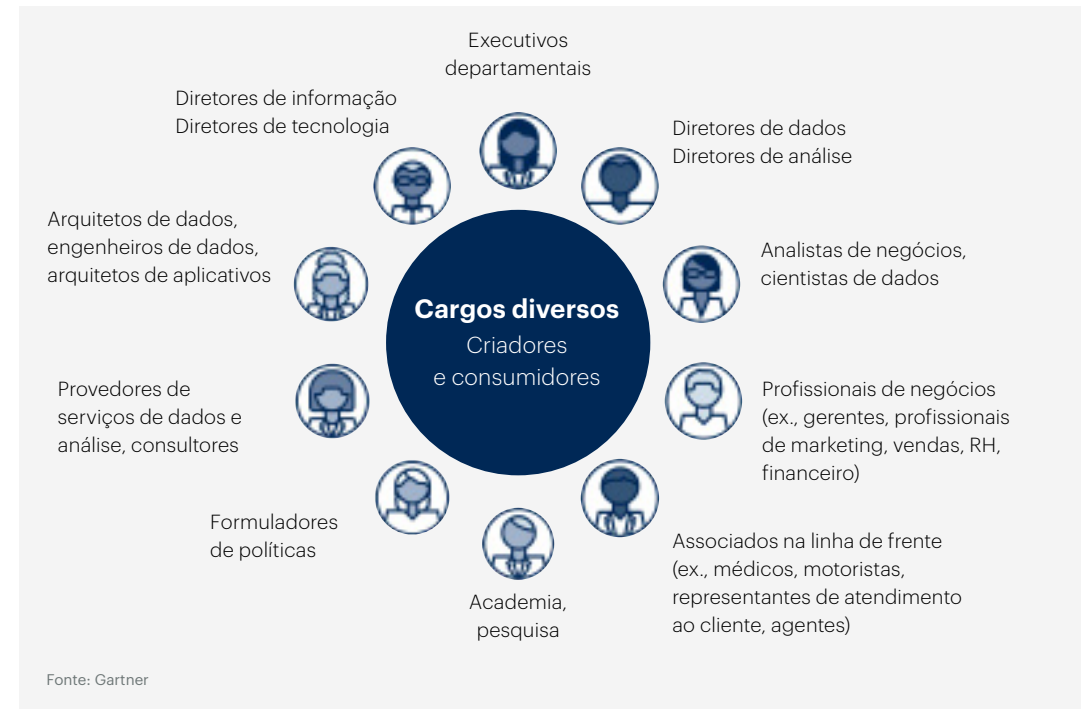 Executivos
departamentais
Diretores de informação
Diretores de tecnologia
Diretores de dados
Diretores de análise
Arquitetos de dados,
engenheiros de dados,
arquitetos de aplicativos
Analistas de negócios,
cientistas de dados
Cargos diversos
Criadores
e consumidores
Provedores de
serviços de dados e
análise, consultores
Profissionais de negócios
(ex., gerentes, profissionais
de marketing, vendas, RH,
financeiro)
Formuladores
de políticas
Associados na linha de frente
(ex., médicos, motoristas,
representantes de atendimento
ao cliente, agentes)
Academia,
pesquisa
Fonte: Gartner